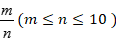 m/n (m ≤ n ≤ 10 )